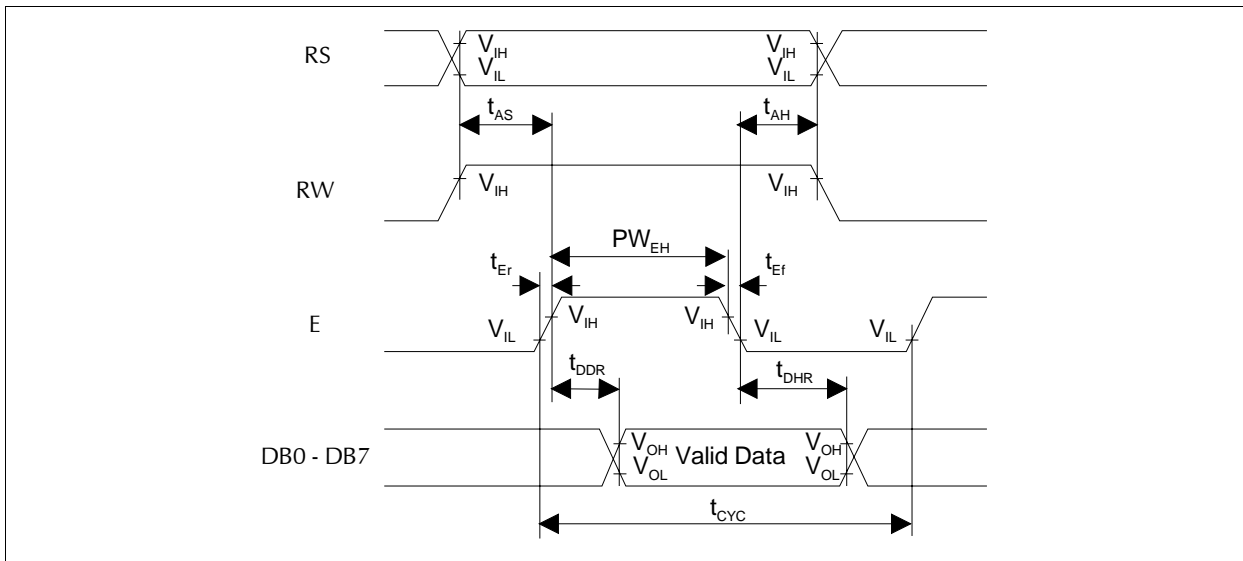 RS
V_IH
V_IL
V_IH
V_IL
t_AS
t_AH
RW
V_IH
V_IH
PW_EH
t_Er
t_Ef
E
V_IL
V_IH
V_IH
V_IL
V_IL
t_DDR
t_DHR
DB0 - DB7
V_OH
V_OL
Valid Data
V_OH
V_OL
t_CYC